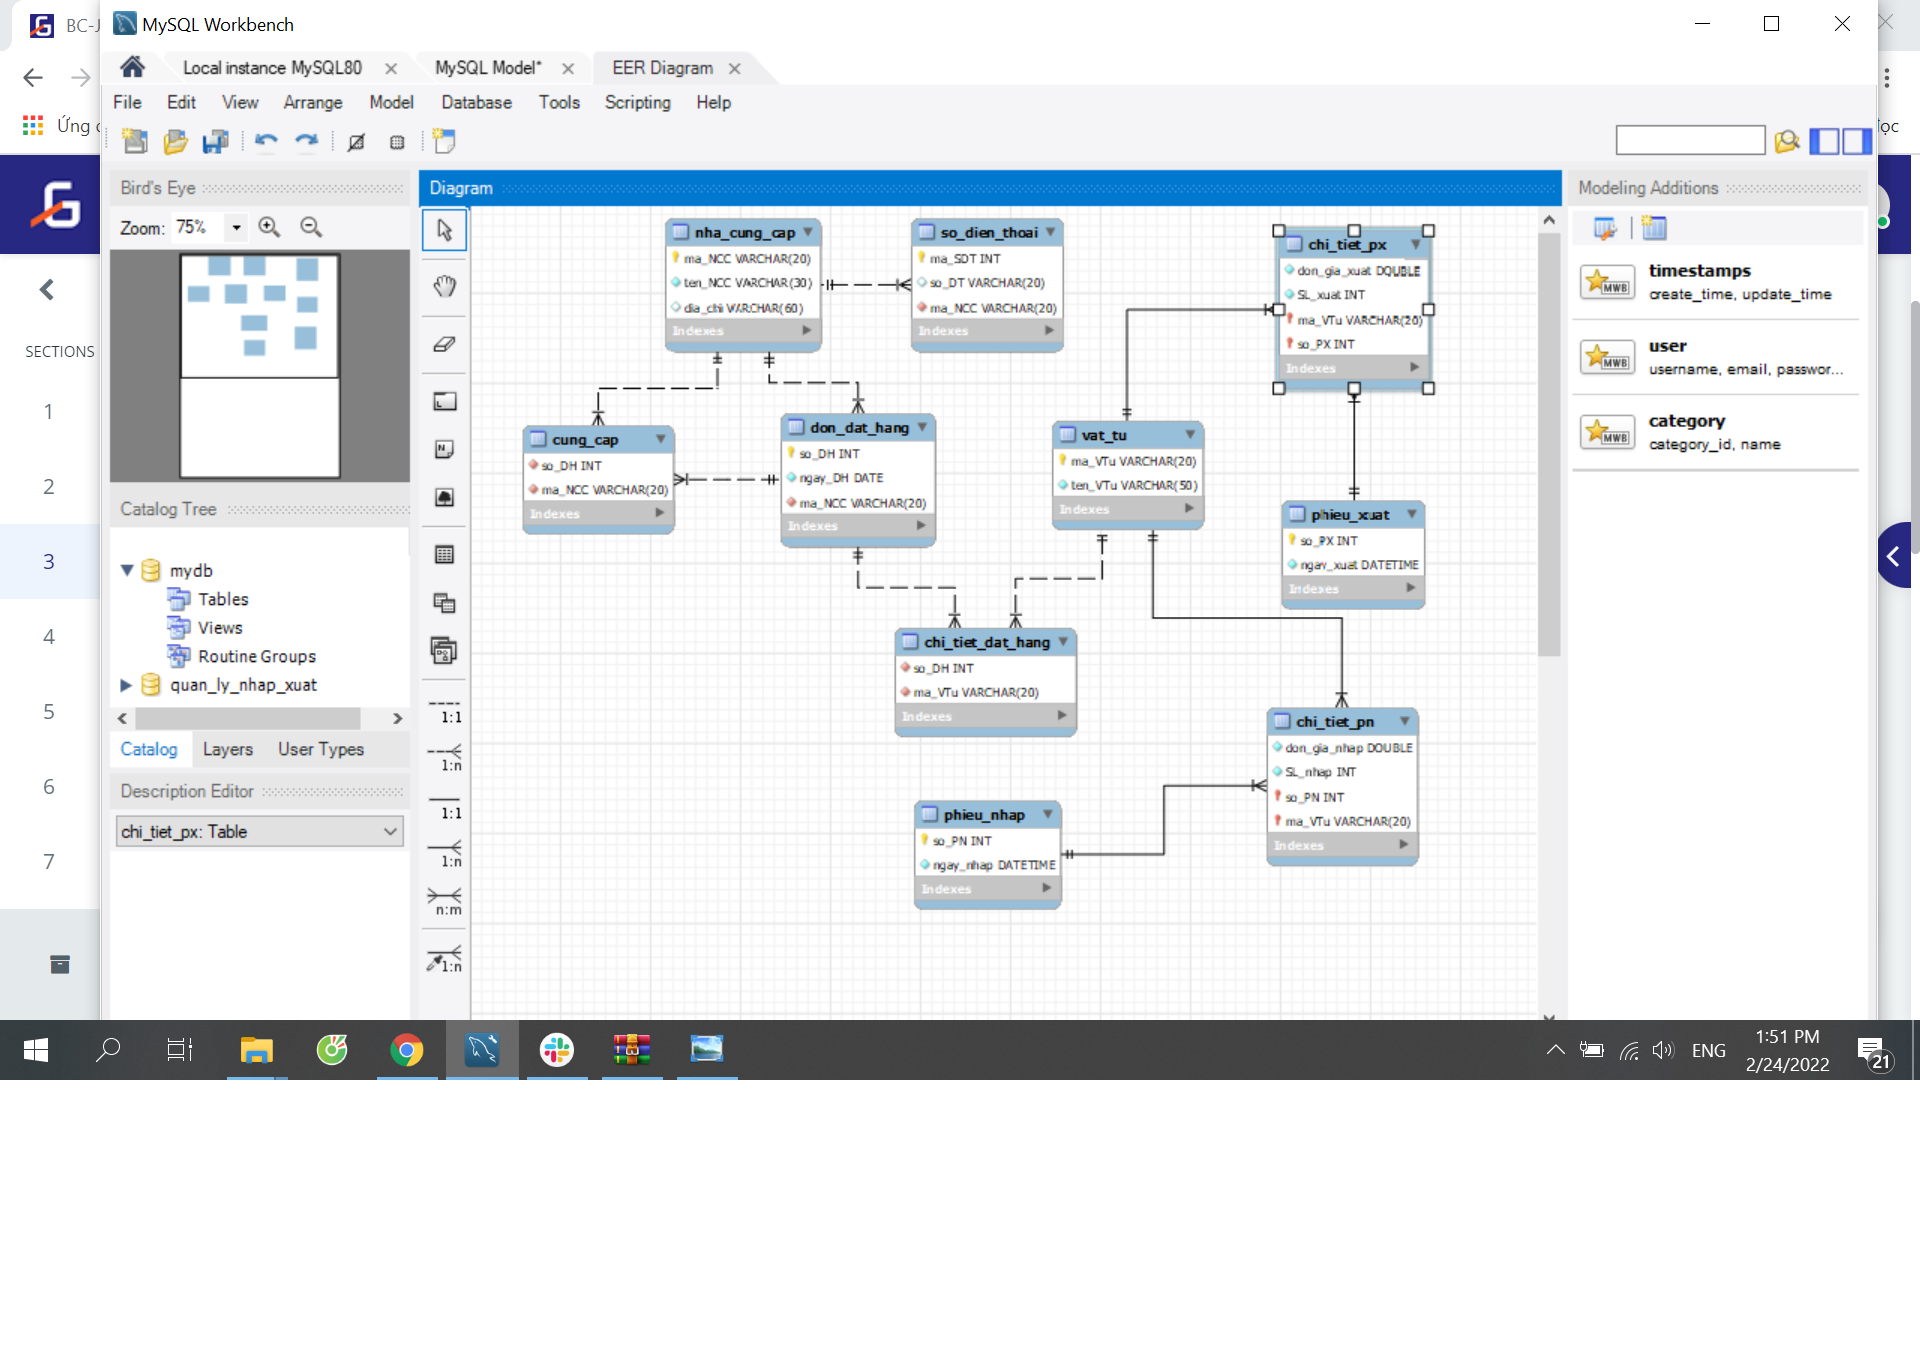 BC-J
MySQL Workbench
Local instance MySQL80
MySQL Model*
EER Diagram
File Edit View Arrange Model Database Tools Scripting Help
Ứng
Bird's Eye
Zoom: 75%
Diagram
Modeling Additions
timestamps
create_time, update_time
user
username, email, passwor...
category
category_id, name
SECTIONS
1
2
3
4
5
6
7
Catalog Tree
mydb
Tables
Views
Routine Groups
quan_ly_nhap_xuat
Catalog Layers User Types
Description Editor
chi_tiet_px: Table
1:1
1:n
1:1
1:n
n:m
1:n
nha_cung_cap
ma_NCC VARCHAR(20)
ten_NCC VARCHAR(30)
dia_chi VARCHAR(60)
Indexes
so_dien_thoai
ma_SDT INT
so_DT VARCHAR(20)
ma_NCC VARCHAR(20)
Indexes
chi_tiet_px
don_gia_xuat DOUBLE
SL_xuat INT
ma_VTu VARCHAR(20)
so_PX INT
Indexes
cung_cap
so_DH INT
ma_NCC VARCHAR(20)
Indexes
don_dat_hang
so_DH INT
ngay_DH DATE
ma_NCC VARCHAR(20)
Indexes
vat_tu
ma_VTu VARCHAR(20)
ten_VTu VARCHAR(50)
Indexes
phieu_xuat
so_PX INT
ngay_xuat DATETIME
Indexes
chi_tiet_dat_hang
so_DH INT
ma_VTu VARCHAR(20)
Indexes
chi_tiet_pn
don_gia_nhap DOUBLE
SL_nhap INT
so_PN INT
ma_VTu VARCHAR(20)
Indexes
phieu_nhap
so_PN INT
ngay_nhap DATETIME
Indexes
ENG
1:51 PM
2/24/2022
21